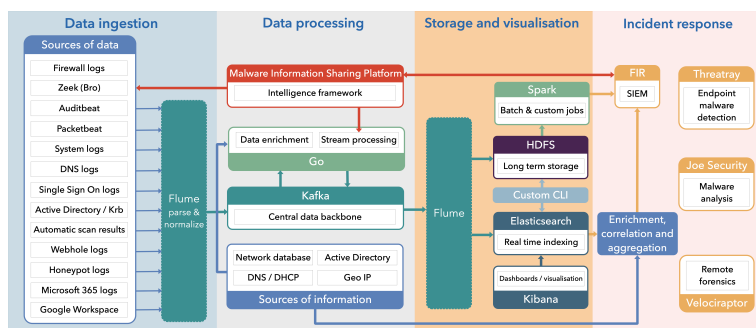 Data ingestion
Data processing
Storage and visualisation
Incident response
Sources of data
Firewall logs
Zeek (Bro)
Auditbeat
Packetbeat
System logs
DNS logs
Single Sign On logs
Active Directory / Krb
Automatic scan results
Webhole logs
Honeypot logs
Microsoft 365 logs
Google Workspace
Flume
parse &
normalize
Malware Information Sharing Platform
Intelligence framework
Data enrichment
Stream processing
Go
Kafka
Central data backbone
Network database
Active Directory
DNS / DHCP
Geo IP
Sources of information
Flume
Spark
Batch & custom jobs
HDFS
Long term storage
Custom CLI
Elasticsearch
Real time indexing
Dashboards / visualisation
Kibana
FIR
SIEM
Enrichment,
correlation and
aggregation
Threatray
Endpoint
malware
detection
Joe Security
Malware
analysis
Remote
forensics
Velociraptor